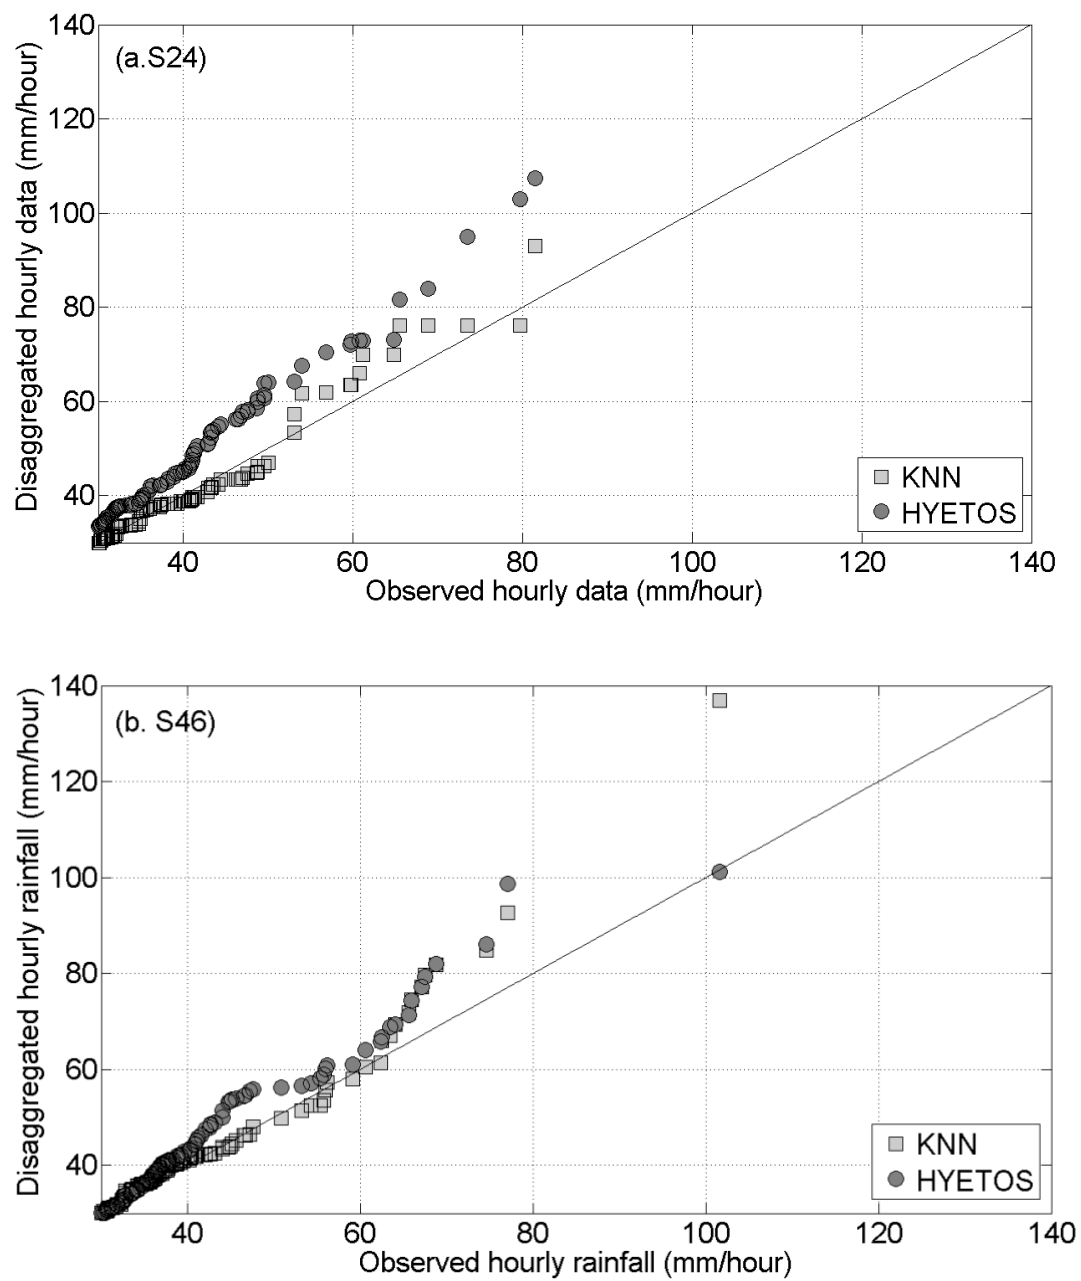 140
(a.S24)
120
100
80
60
40
Disaggregated hourly data (mm/hour)
KNN
HYETOS
40 60 80 100 120 140
Observed hourly data (mm/hour)
140
(b. S46)
120
100
80
60
40
Disaggregated hourly rainfall (mm/hour)
KNN
HYETOS
40 60 80 100 120 140
Observed hourly rainfall (mm/hour)